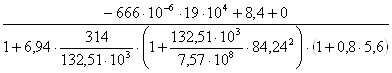 - 666·10⁻⁶·19·10⁴ + 8,4 + 0
1 + 6,94 · 314 / 132,51·10³ · (1 + 132,51·10³ / 7,57·10⁸ · 84,24²) · (1 + 0,8·5,6)